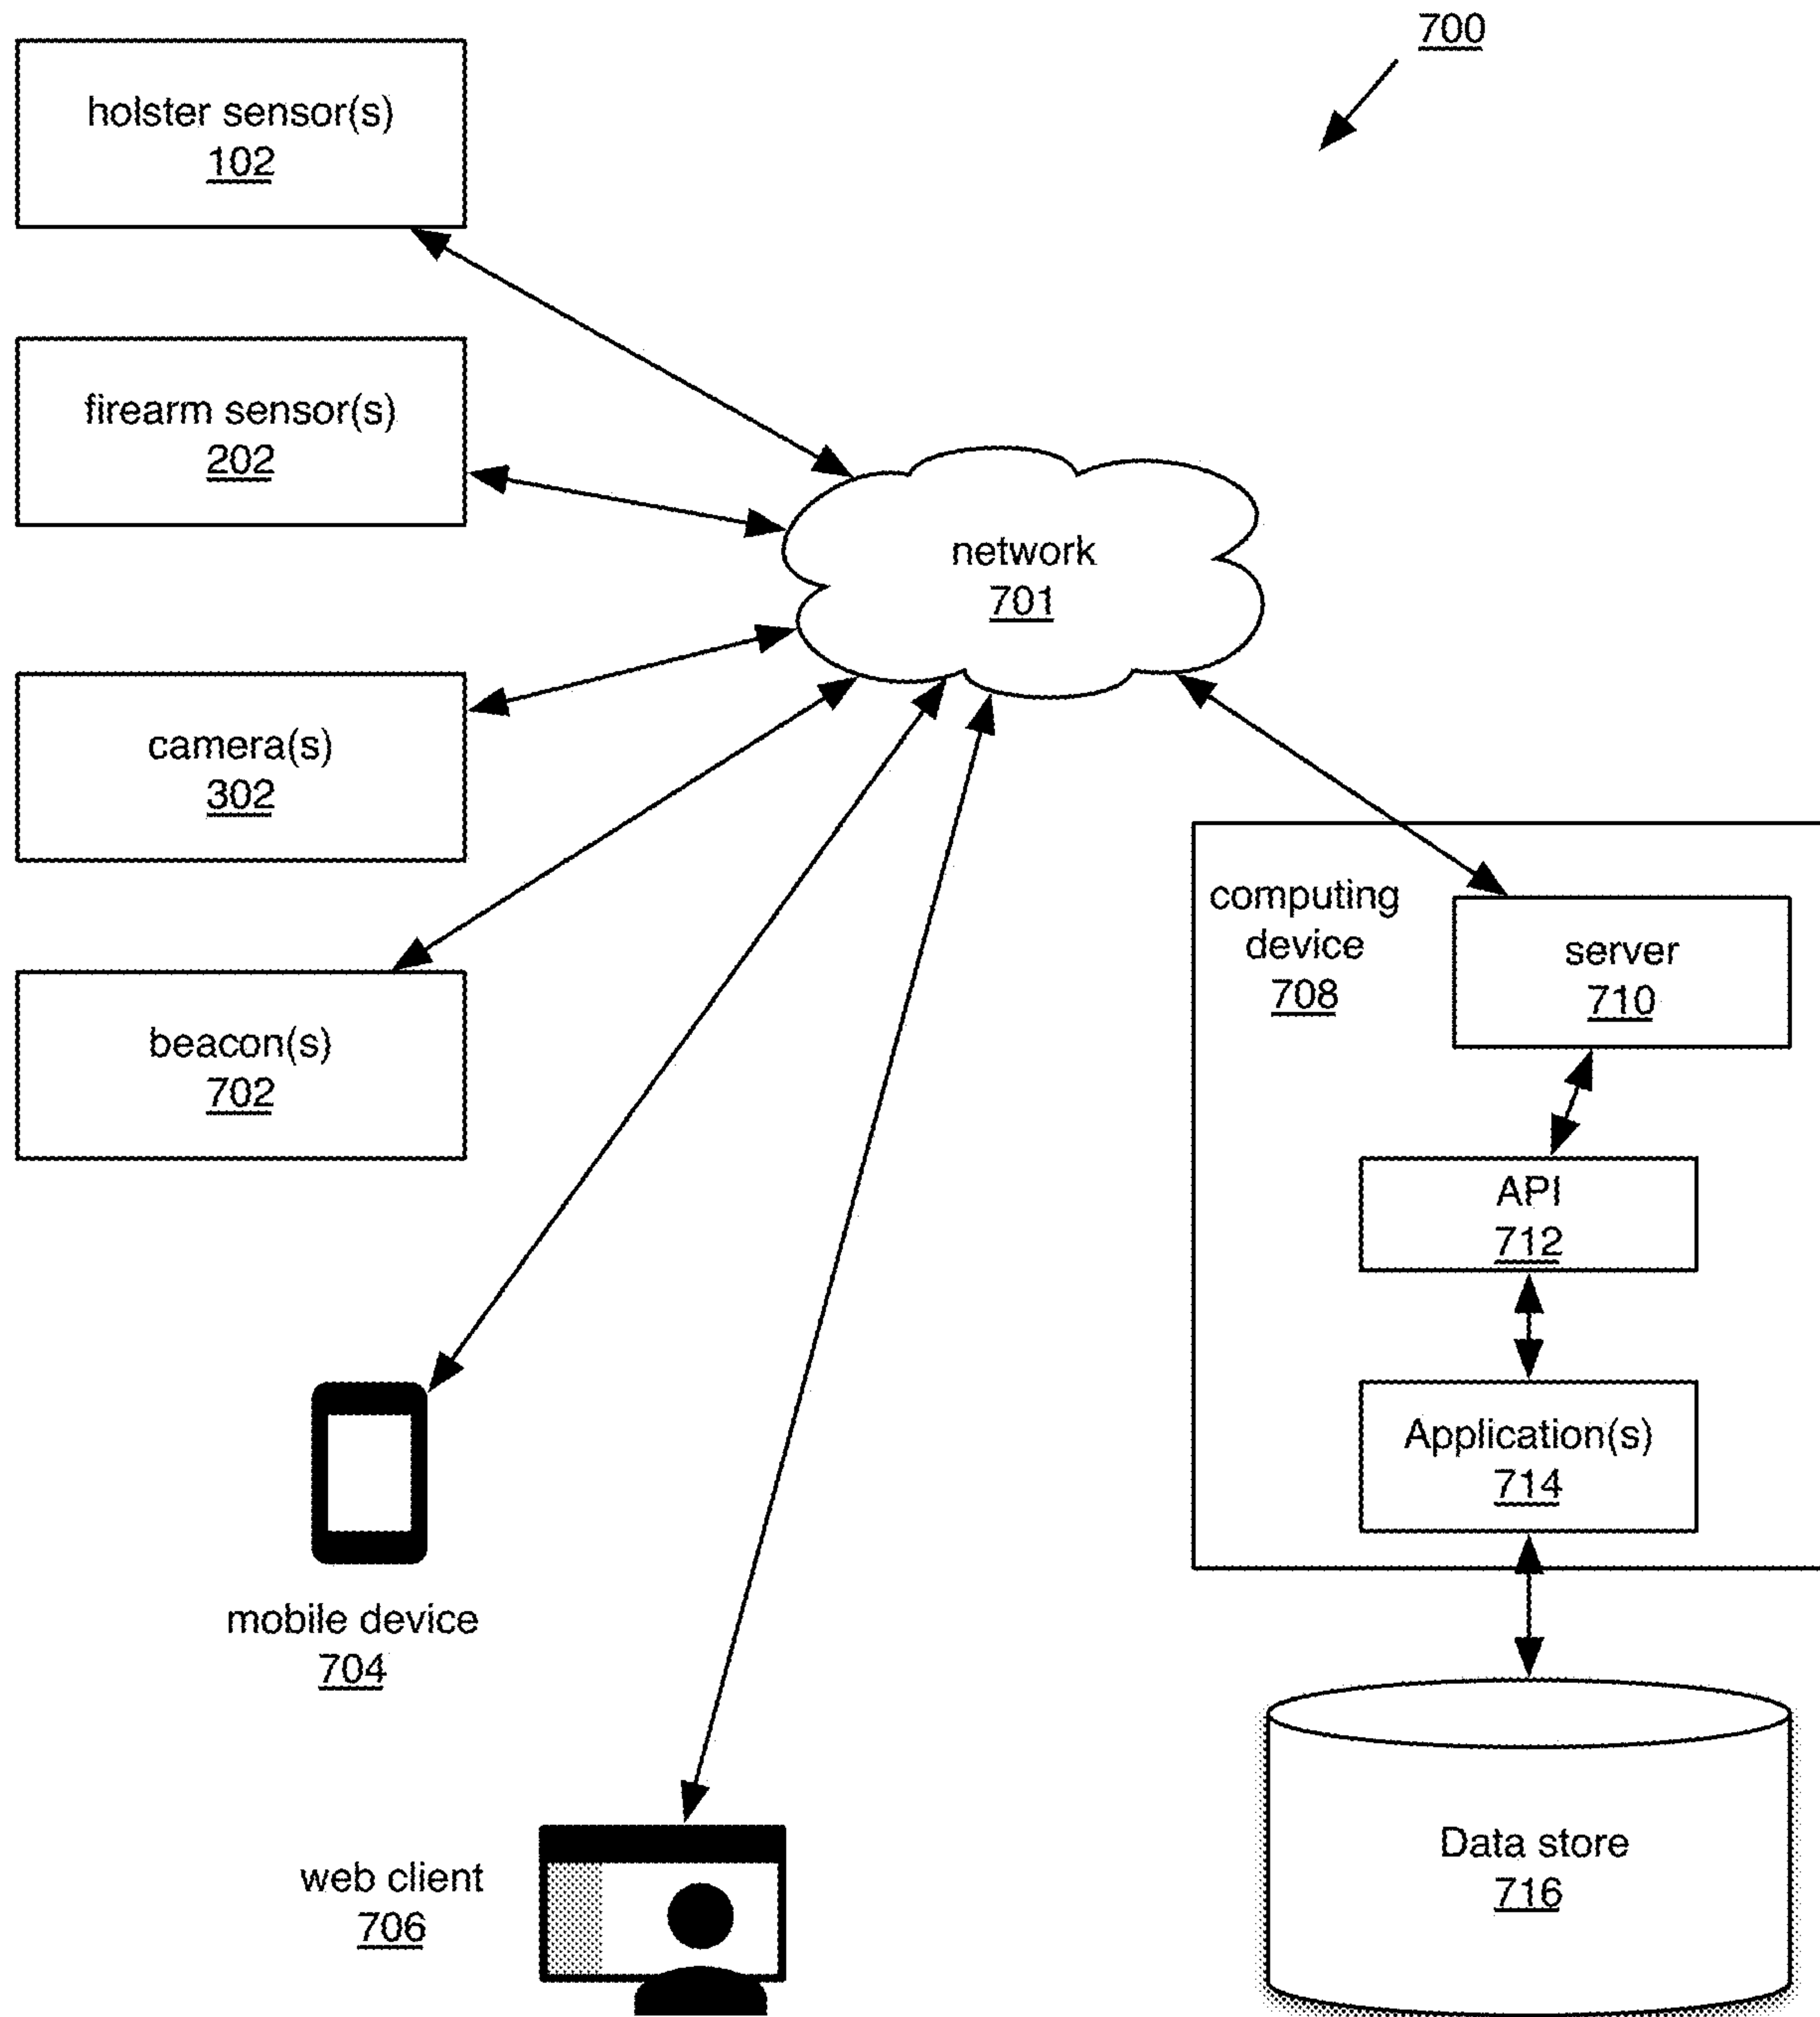 700
holster sensor(s)
102
firearm sensor(s)
202
network
701
camera(s)
302
computing
device
708
server
710
beacon(s)
702
API
712
Application(s)
714
mobile device
704
Data store
716
web client
706